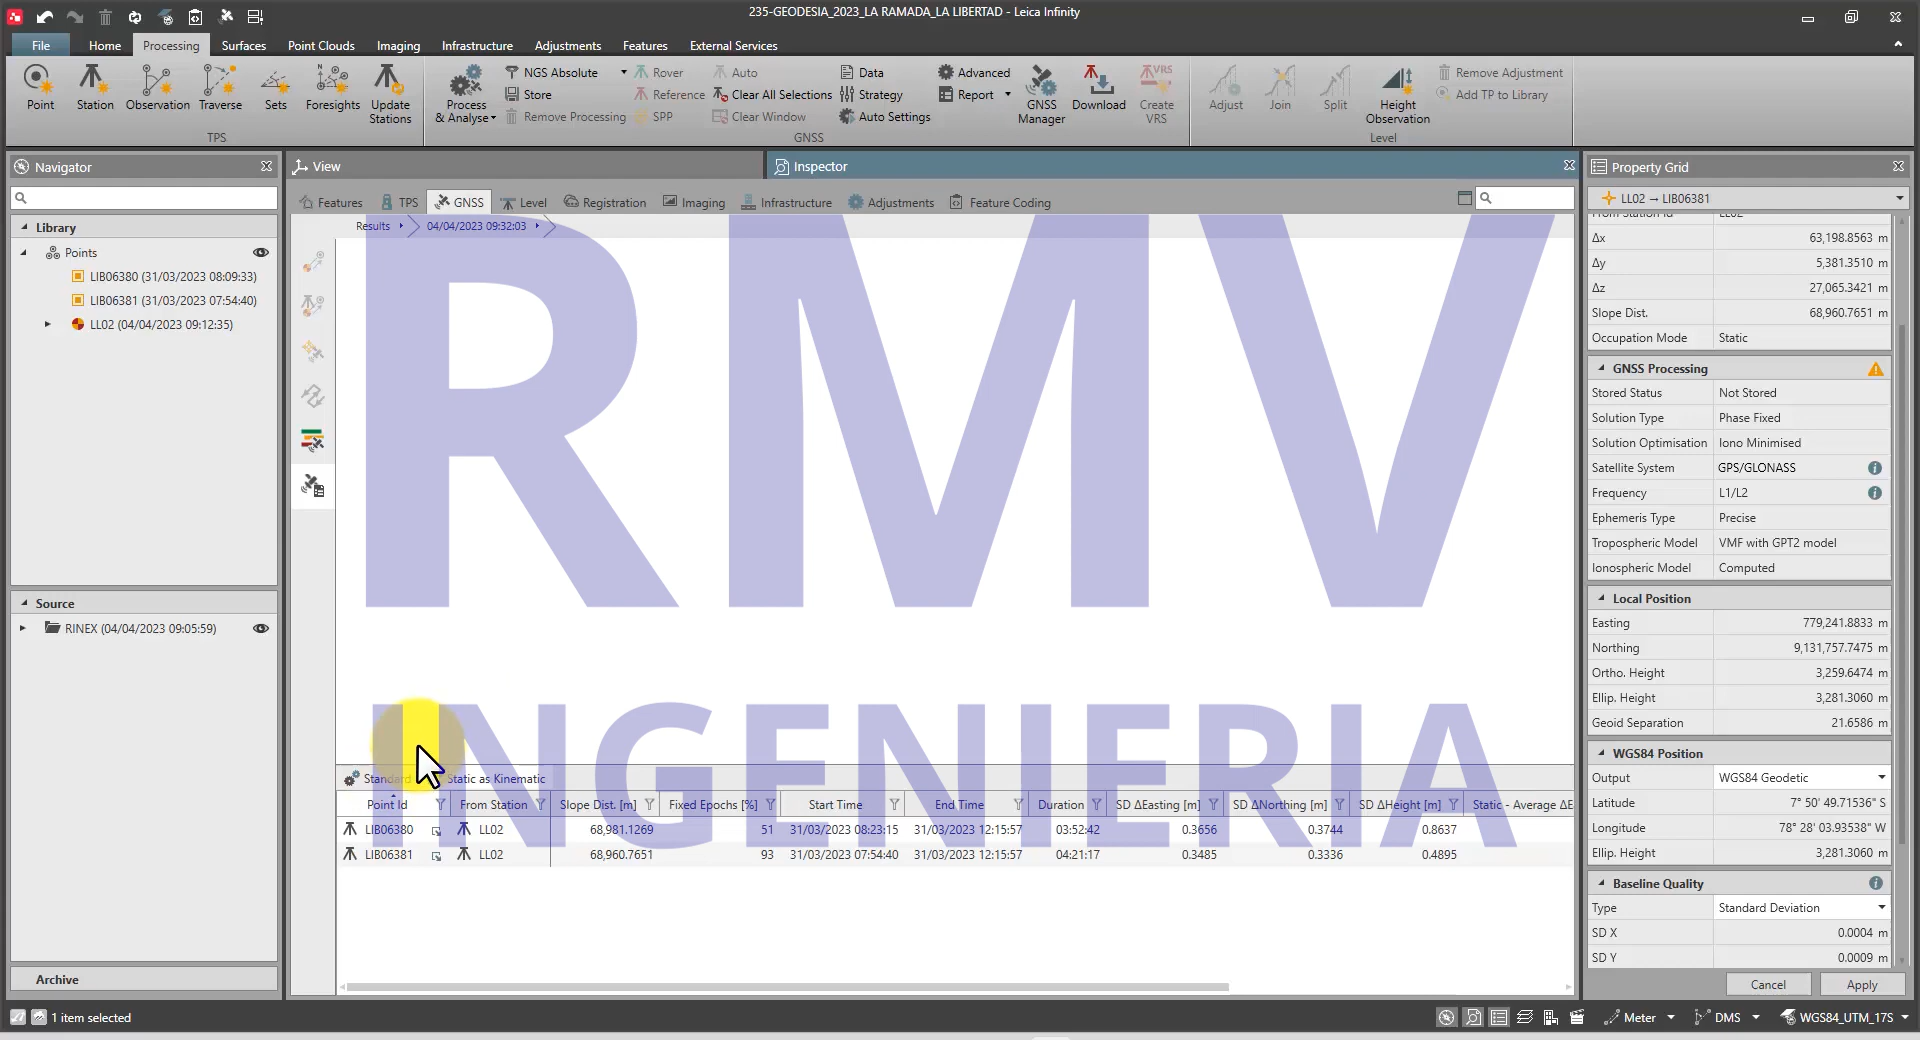 235-GEODESIA_2023_LA RAMADA_LA LIBERTAD - Leica Infinity
File Home Processing Surfaces Point Clouds Imaging Infrastructure Adjustments Features External Services
Point Station Observation Traverse Sets Foresights Update Stations
TPS
Process & Analyse
NGS Absolute Rover Auto Data Advanced
Store Reference Clear All Selections Strategy Report
Remove Processing SPP Clear Window Auto Settings
GNSS Manager Download Create VRS
VRS
GNSS
Adjust Join Split Height Observation
Remove Adjustment
Add TP to Library
Level
Navigator
Library
Points
LIB06380 (31/03/2023 08:09:33)
LIB06381 (31/03/2023 07:54:40)
LL02 (04/04/2023 09:12:35)
Source
RINEX (04/04/2023 09:05:59)
Archive
View Inspector
Features TPS GNSS Level Registration Imaging Infrastructure Adjustments Feature Coding
Results 04/04/2023 09:32:03
RMV
INGENIERIA
Standard Static as Kinematic
Point Id From Station Slope Dist. [m] Fixed Epochs [%] Start Time End Time Duration SD ΔEasting [m] SD ΔNorthing [m] SD ΔHeight [m] Static - Average ΔE
LIB06380 LL02 68,981.1269 51 31/03/2023 08:23:15 31/03/2023 12:15:57 03:52:42 0.3656 0.3744 0.8637
LIB06381 LL02 68,960.7651 93 31/03/2023 07:54:40 31/03/2023 12:15:57 04:21:17 0.3485 0.3336 0.4895
Property Grid
LL02 → LIB06381
From Station Id LL02
Δx 63,198.8563 m
Δy 5,381.3510 m
Δz 27,065.3421 m
Slope Dist. 68,960.7651 m
Occupation Mode Static
GNSS Processing
Stored Status Not Stored
Solution Type Phase Fixed
Solution Optimisation Iono Minimised
Satellite System GPS/GLONASS
Frequency L1/L2
Ephemeris Type Precise
Tropospheric Model VMF with GPT2 model
Ionospheric Model Computed
Local Position
Easting 779,241.8833 m
Northing 9,131,757.7475 m
Ortho. Height 3,259.6474 m
Ellip. Height 3,281.3060 m
Geoid Separation 21.6586 m
WGS84 Position
Output WGS84 Geodetic
Latitude 7° 50' 49.71536" S
Longitude 78° 28' 03.93538" W
Ellip. Height 3,281.3060 m
Baseline Quality
Type Standard Deviation
SD X 0.0004 m
SD Y 0.0009 m
Cancel Apply
1 item selected
Meter DMS WGS84_UTM_17S